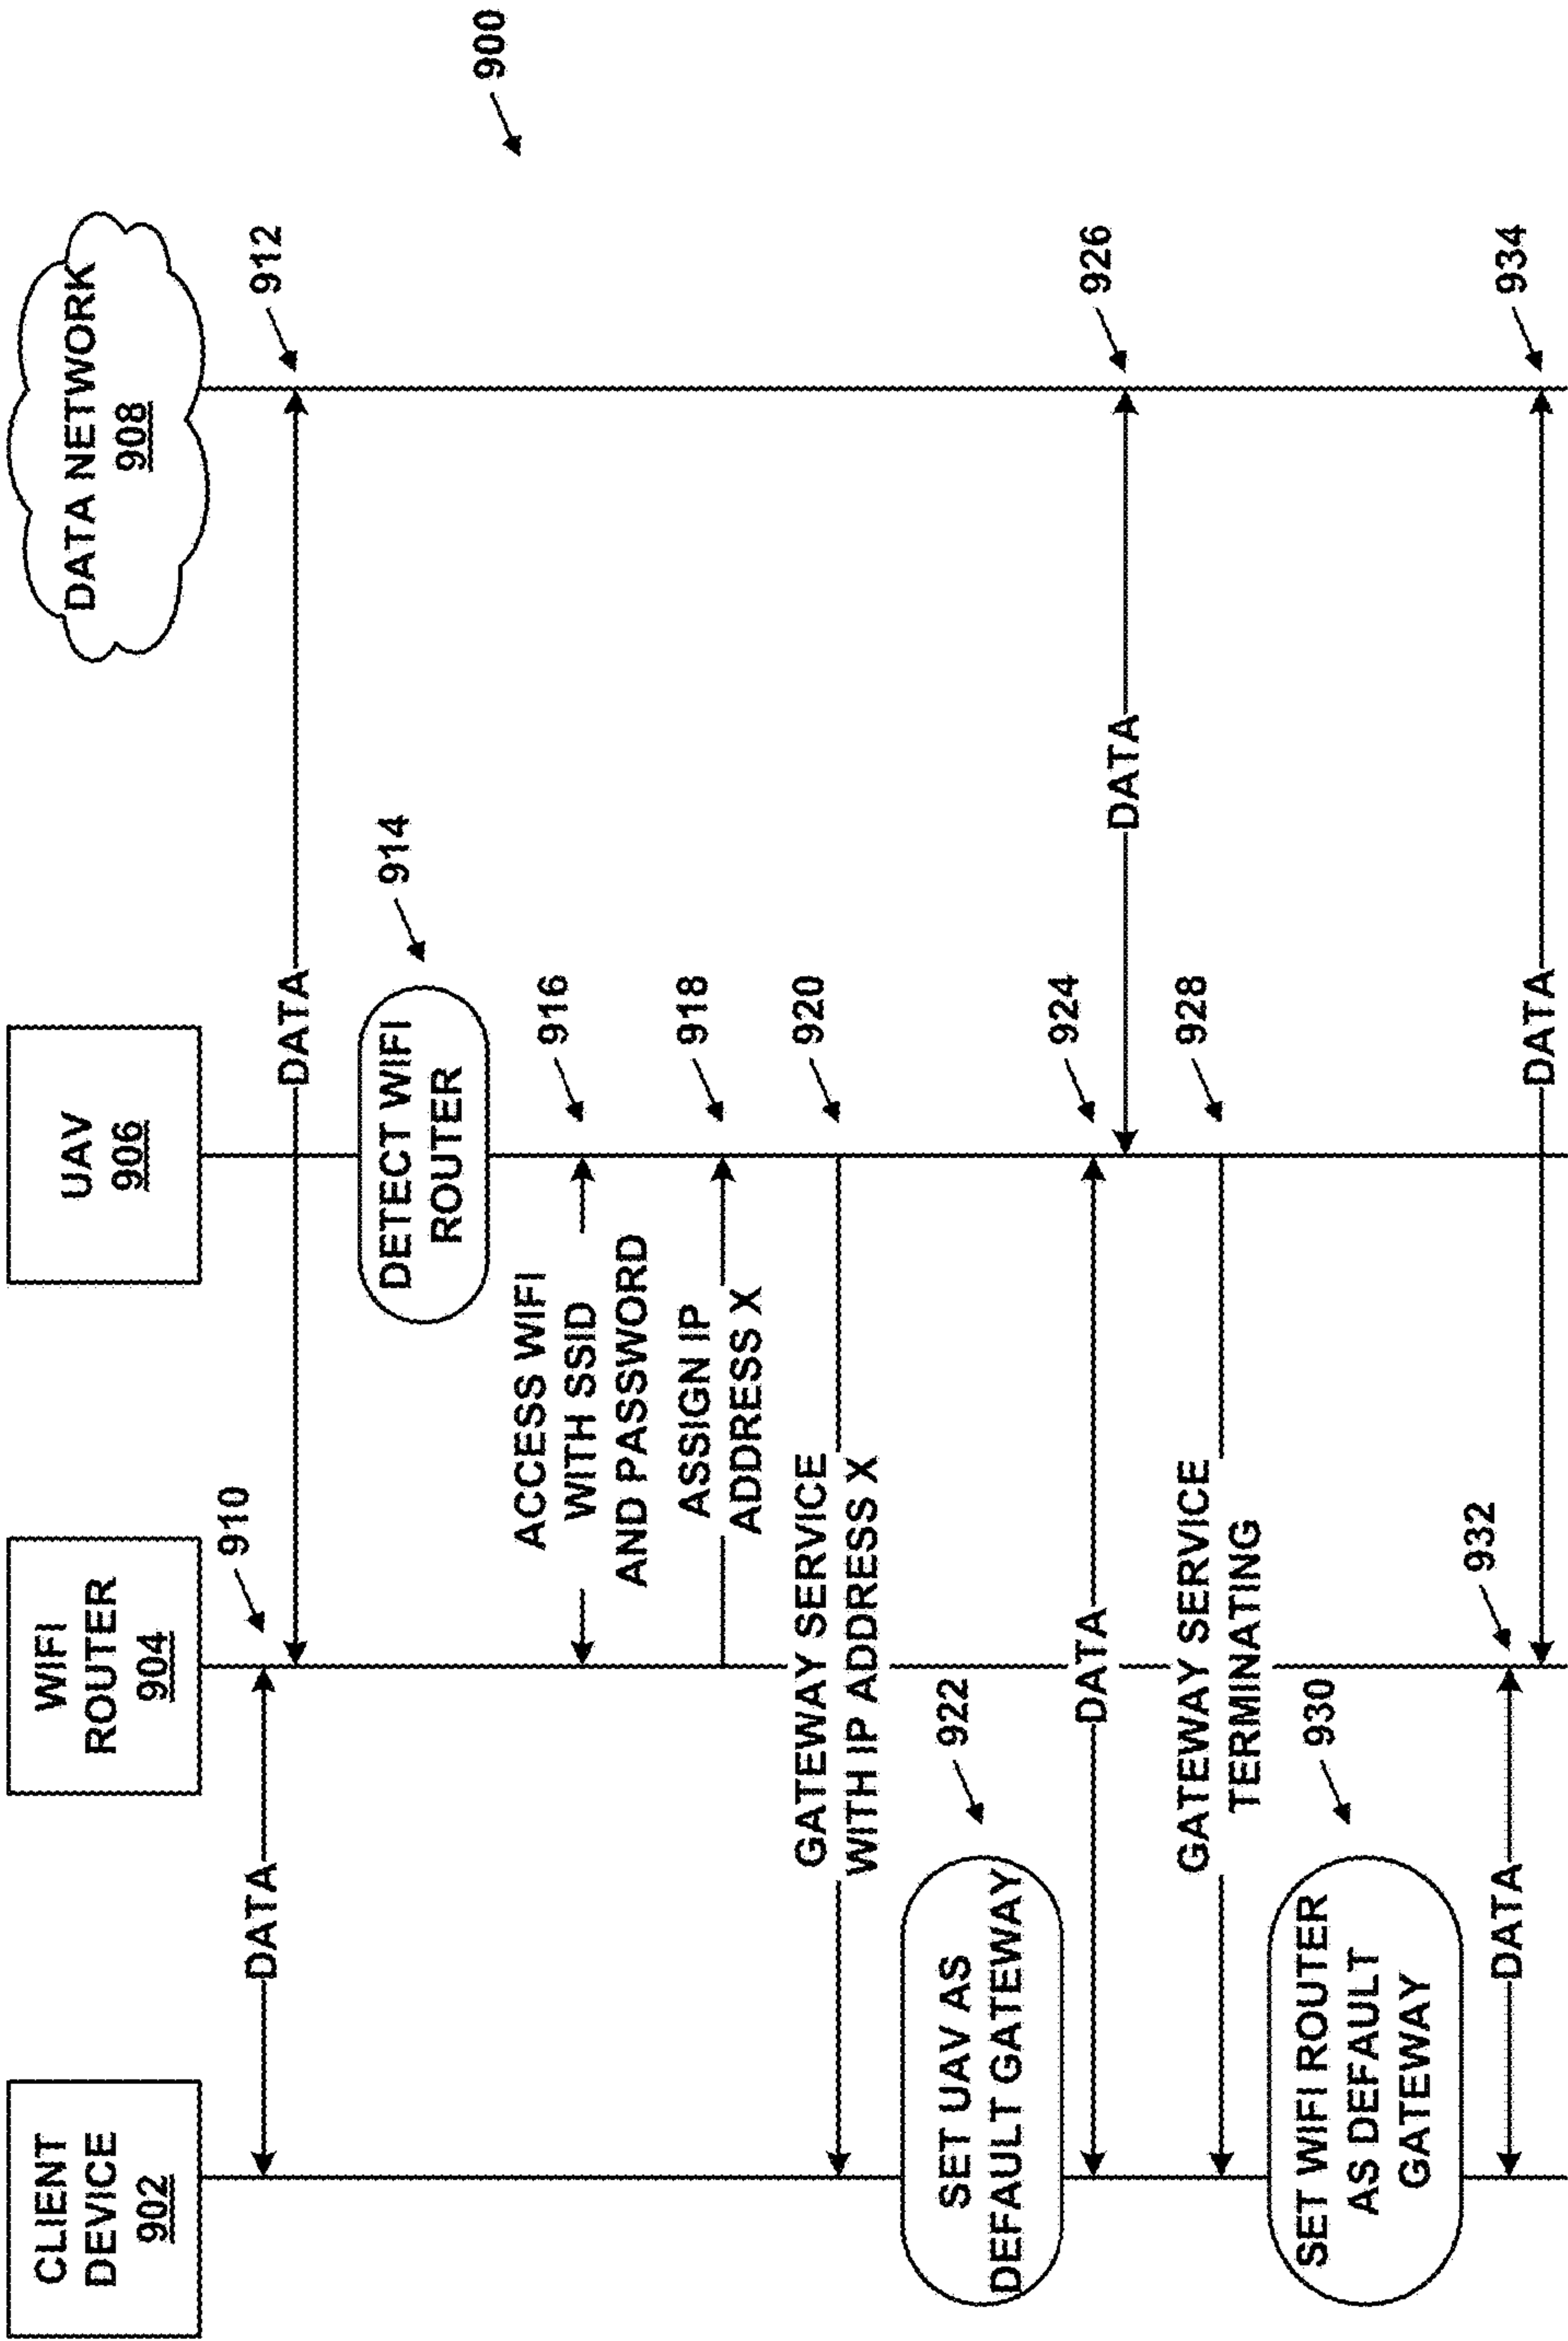 CLIENT
DEVICE
902
WIFI
ROUTER
904
UAV
906
DATA NETWORK
908
900
910
DATA
912
DATA
914
DETECT WIFI
ROUTER
916
ACCESS WIFI
WITH SSID
AND PASSWORD
918
ASSIGN IP
ADDRESS X
920
GATEWAY SERVICE
WITH IP ADDRESS X
922
SET UAV AS
DEFAULT GATEWAY
924
DATA
926
DATA
928
GATEWAY SERVICE
TERMINATING
930
SET WIFI ROUTER
AS DEFAULT
GATEWAY
932
DATA
934
DATA